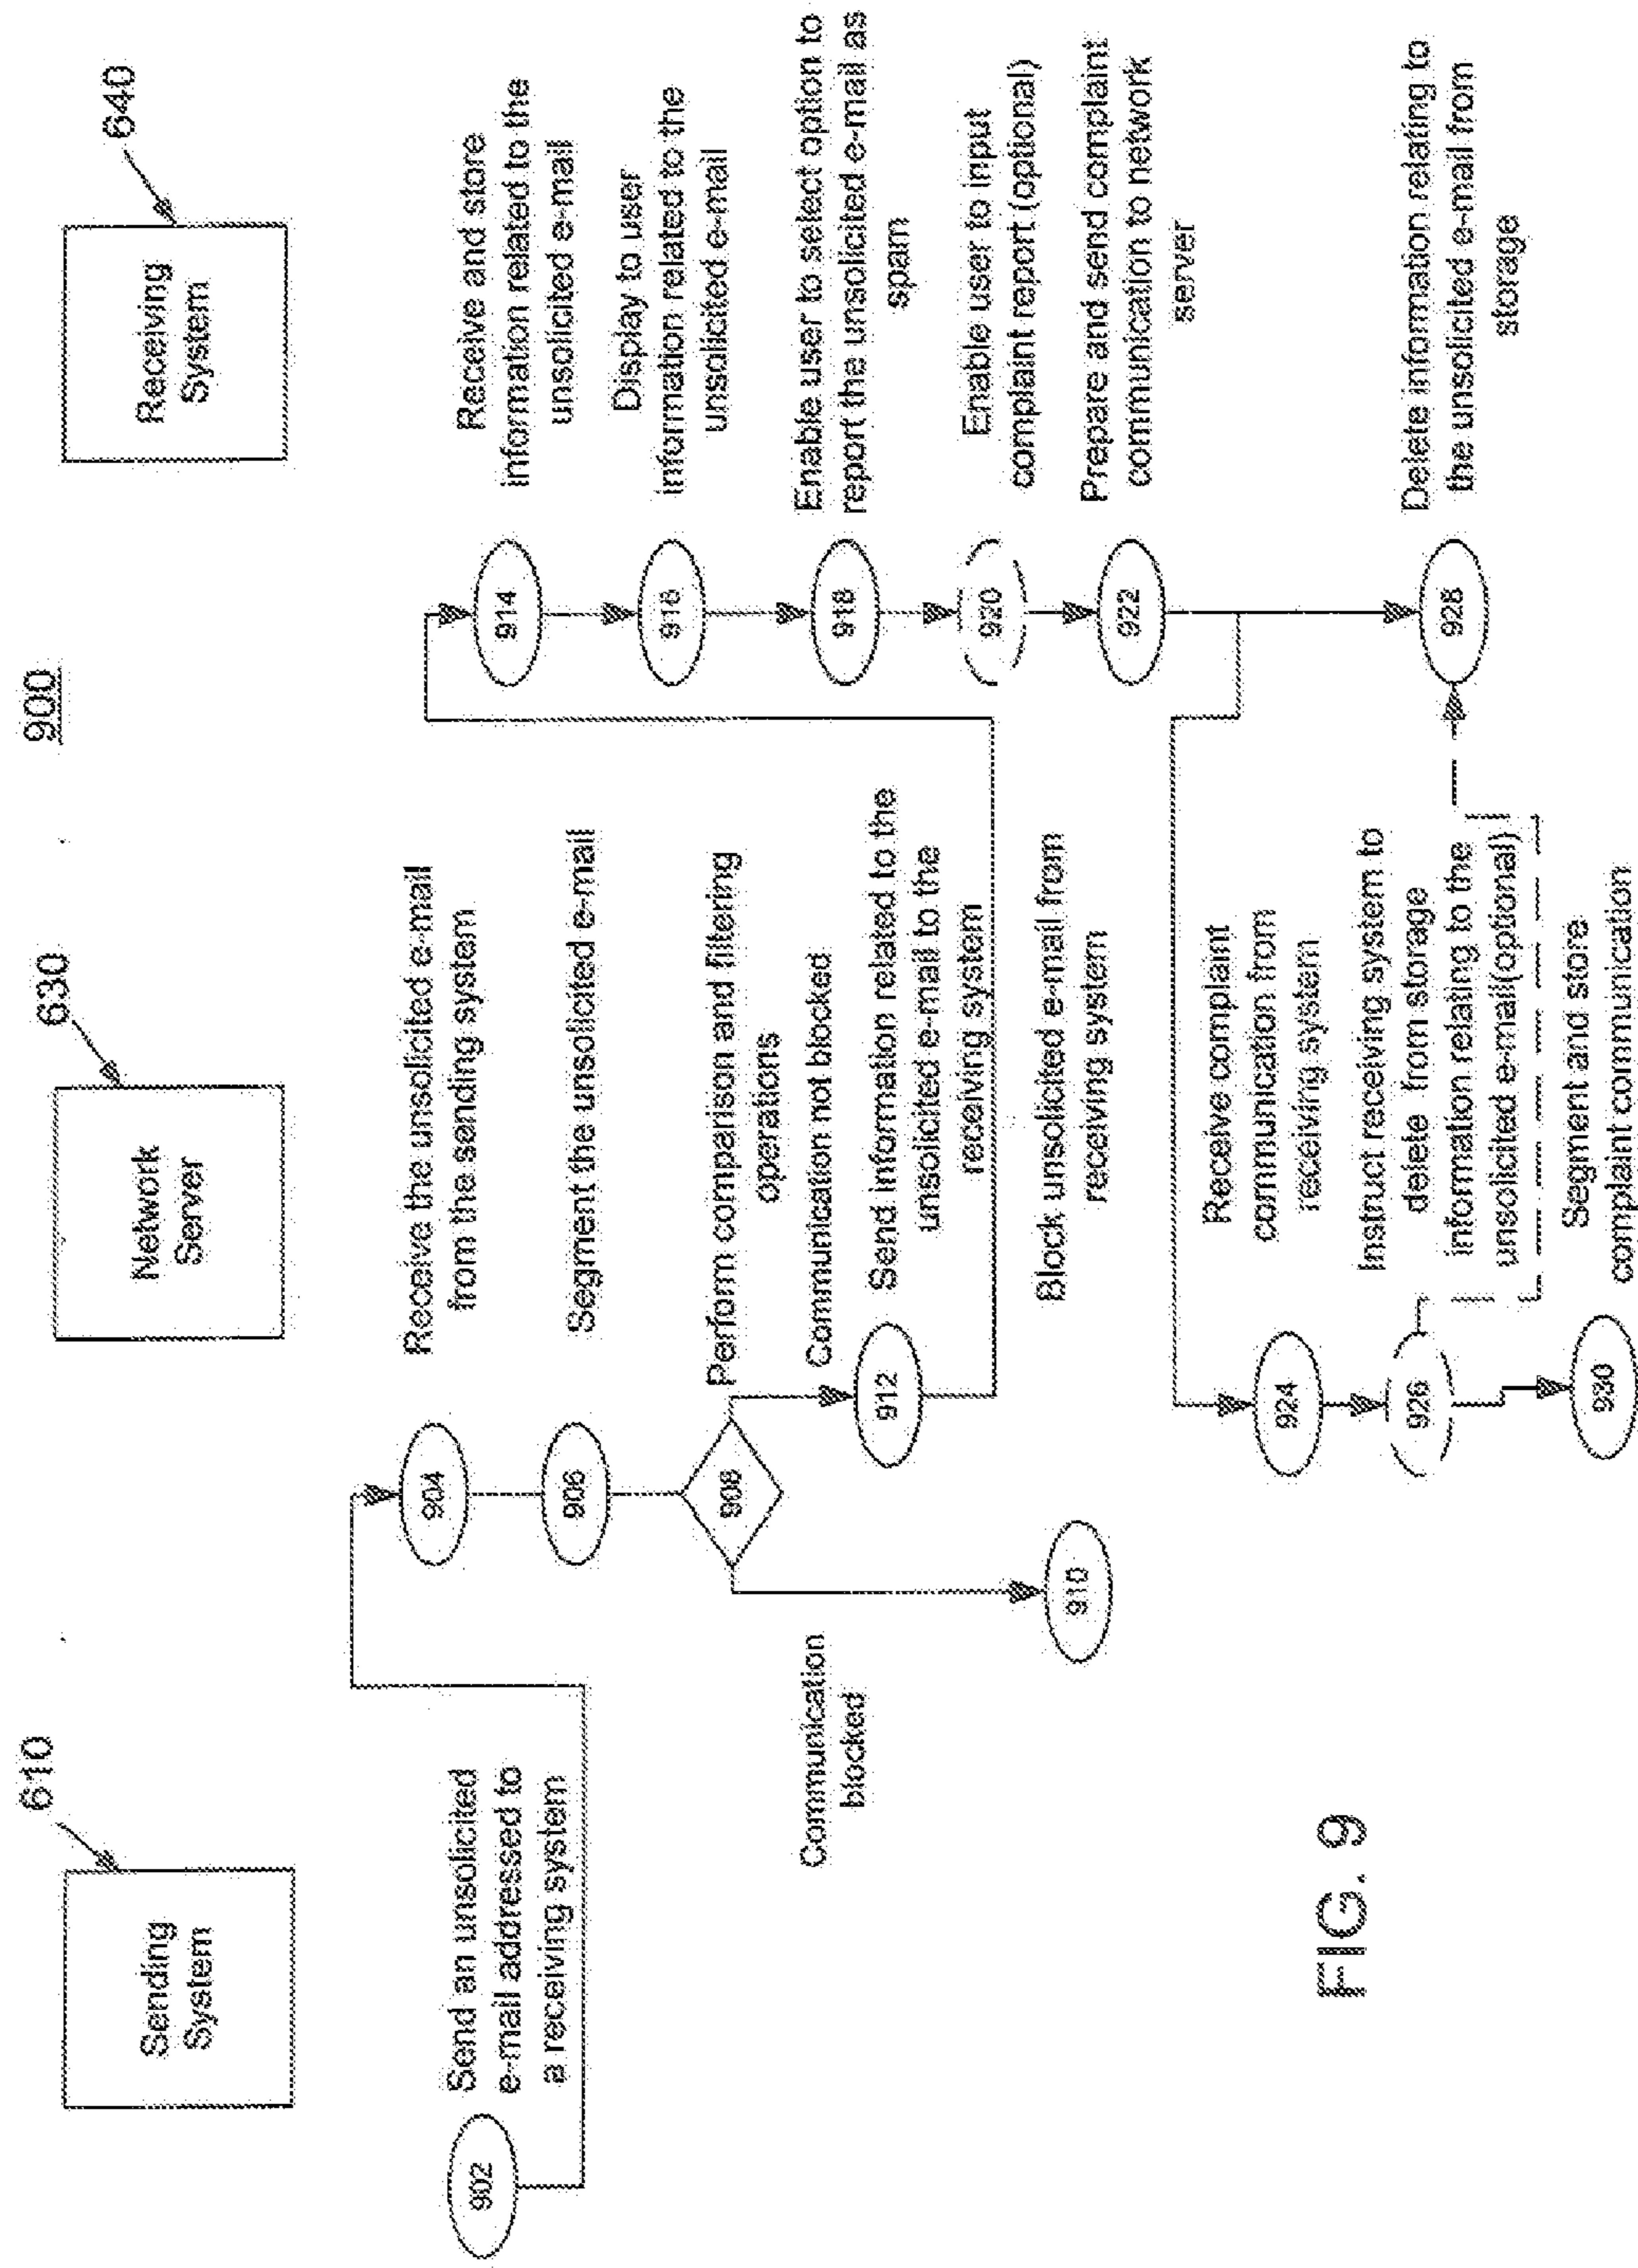 900
610
Sending
System
630
Network
Server
640
Receiving
System
902
Send an unsolicited
e-mail addressed to
a receiving system
904
Receive the unsolicited e-mail
from the sending system
906
Segment the unsolicited e-mail
908
Perform comparison and filtering
operations
Communication not blocked
Communication
blocked
912
Send information related to the
unsolicited e-mail to the
receiving system
910
Block unsolicited e-mail from
receiving system
914
Receive and store
information related to the
unsolicited e-mail
916
Display to user
information related to the
unsolicited e-mail
918
Enable user to select option to
report the unsolicited e-mail as
spam
920
Enable user to input
complaint report (optional)
922
Prepare and send complaint
communication to network
server
924
Receive complaint
communication from
receiving system
926
Instruct receiving system to
delete from storage
information relating to the
unsolicited e-mail(optional)
928
Delete information relating to
the unsolicited e-mail from
storage
930
Segment and store
complaint communication
FIG. 9